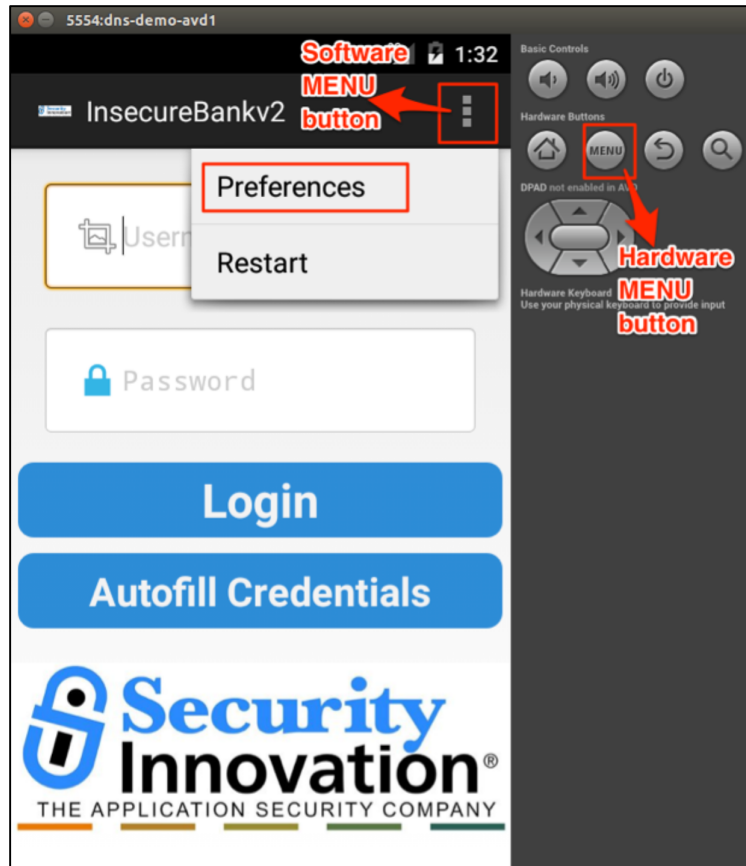 5554:dns-demo-avd1
1:32
InsecureBankv2
Software
MENU
button
Preferences
Restart
Usern
Password
Login
Autofill Credentials
Security
Innovation®
THE APPLICATION SECURITY COMPANY
Basic Controls
Hardware Buttons
MENU
DPAD not enabled in AVD
Hardware
MENU
button
Hardware Keyboard
Use your physical keyboard to provide input